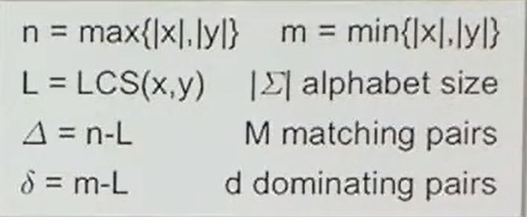 n = max{|x|,|y|} m = min{|x|,|y|}
L = LCS(x,y) |Σ| alphabet size
Δ = n-L M matching pairs
δ = m-L d dominating pairs